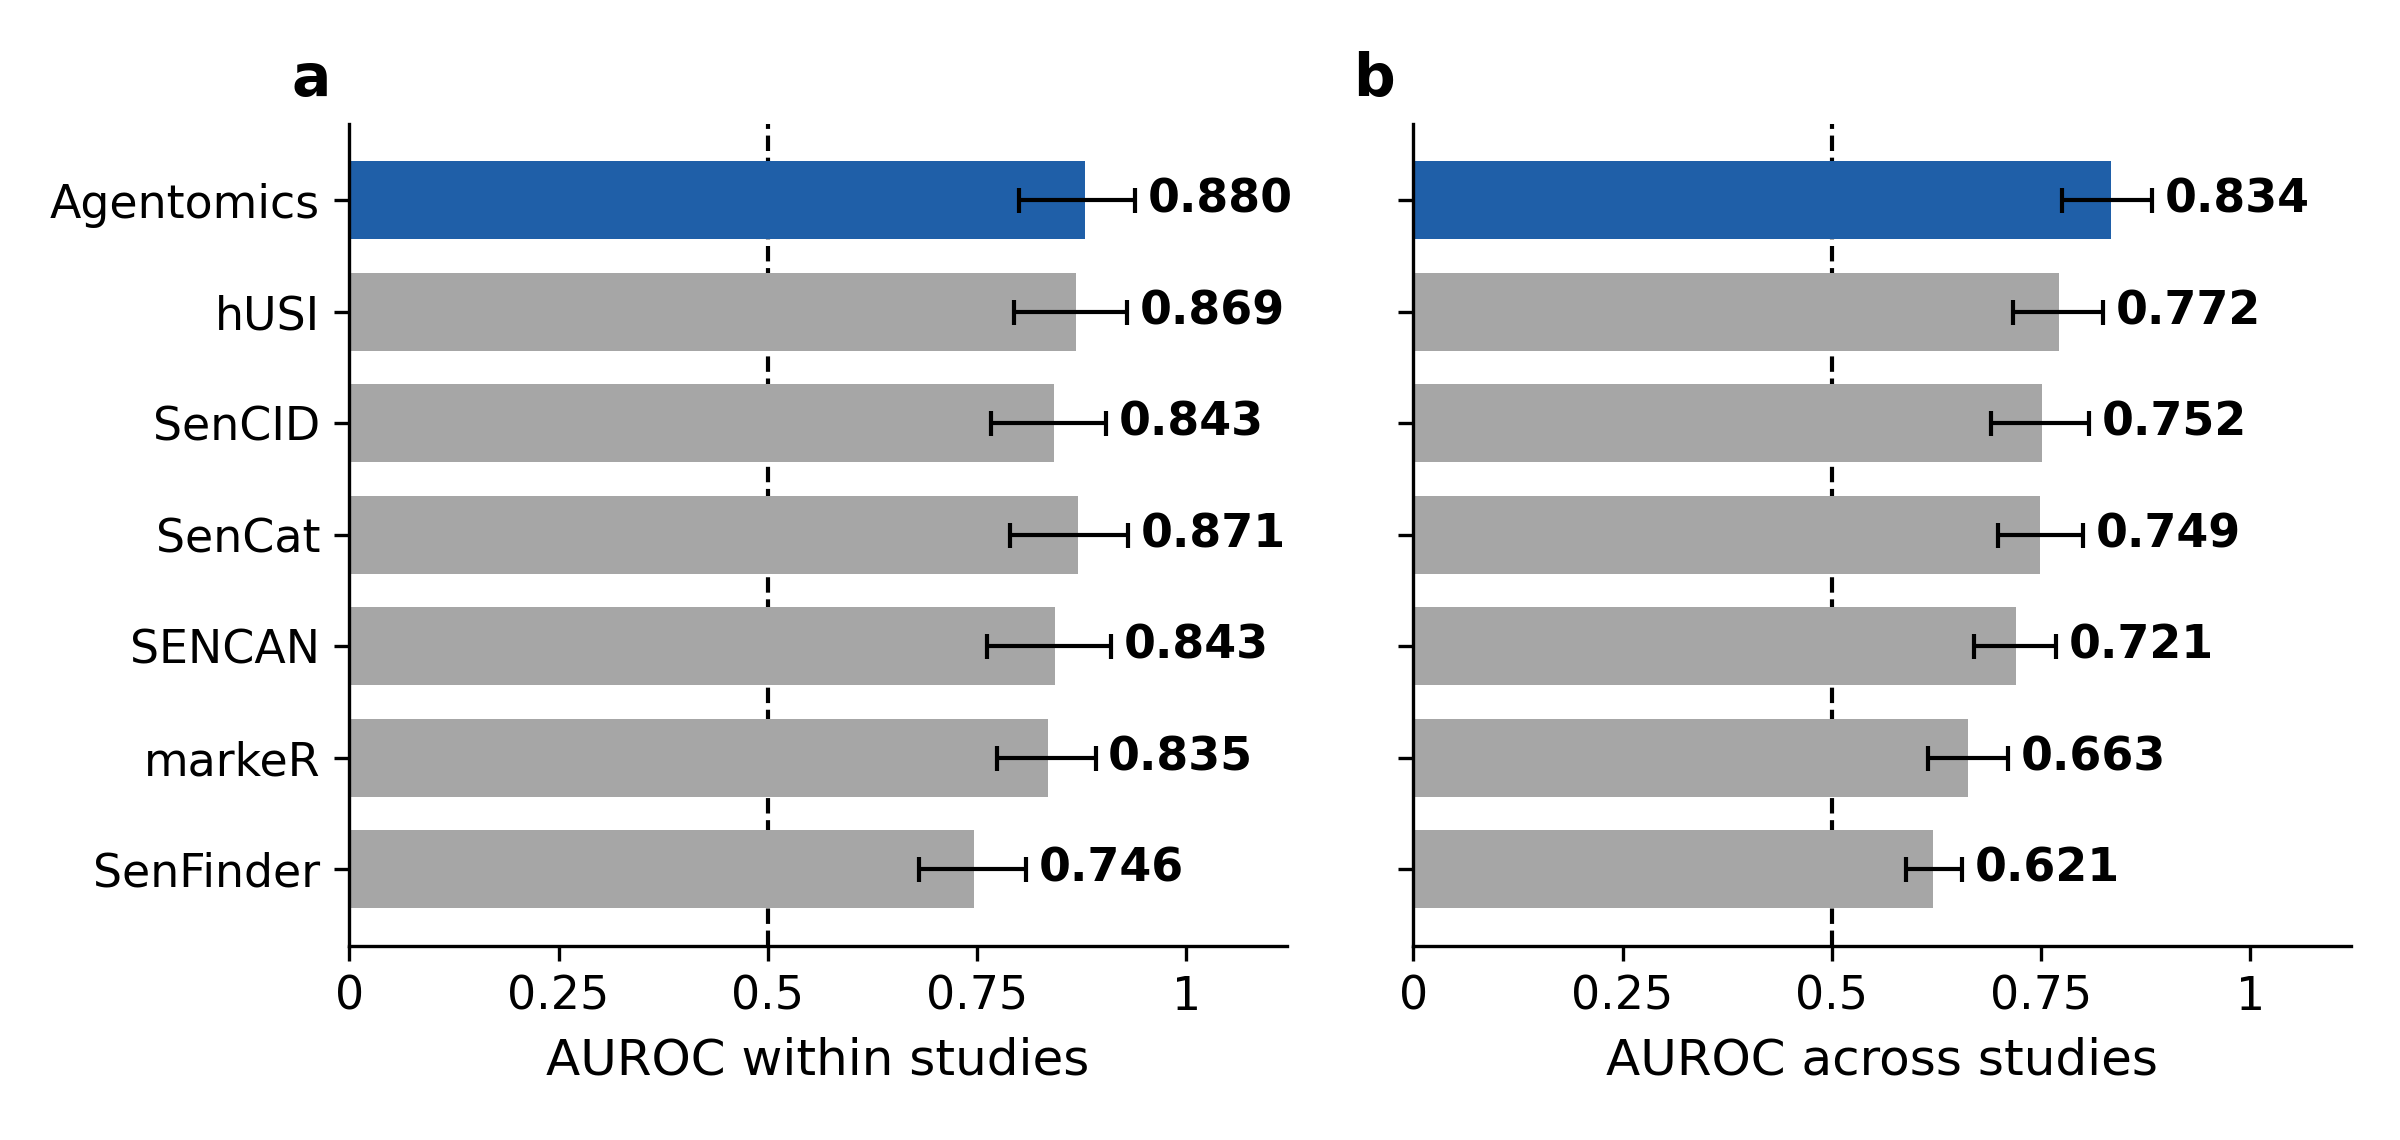 a
b
Agentomics 0.880 0.834
hUSI 0.869 0.772
SenCID 0.843 0.752
SenCat 0.871 0.749
SENCAN 0.843 0.721
markeR 0.835 0.663
SenFinder 0.746 0.621
0 0.25 0.5 0.75 1
0 0.25 0.5 0.75 1
AUROC within studies
AUROC across studies